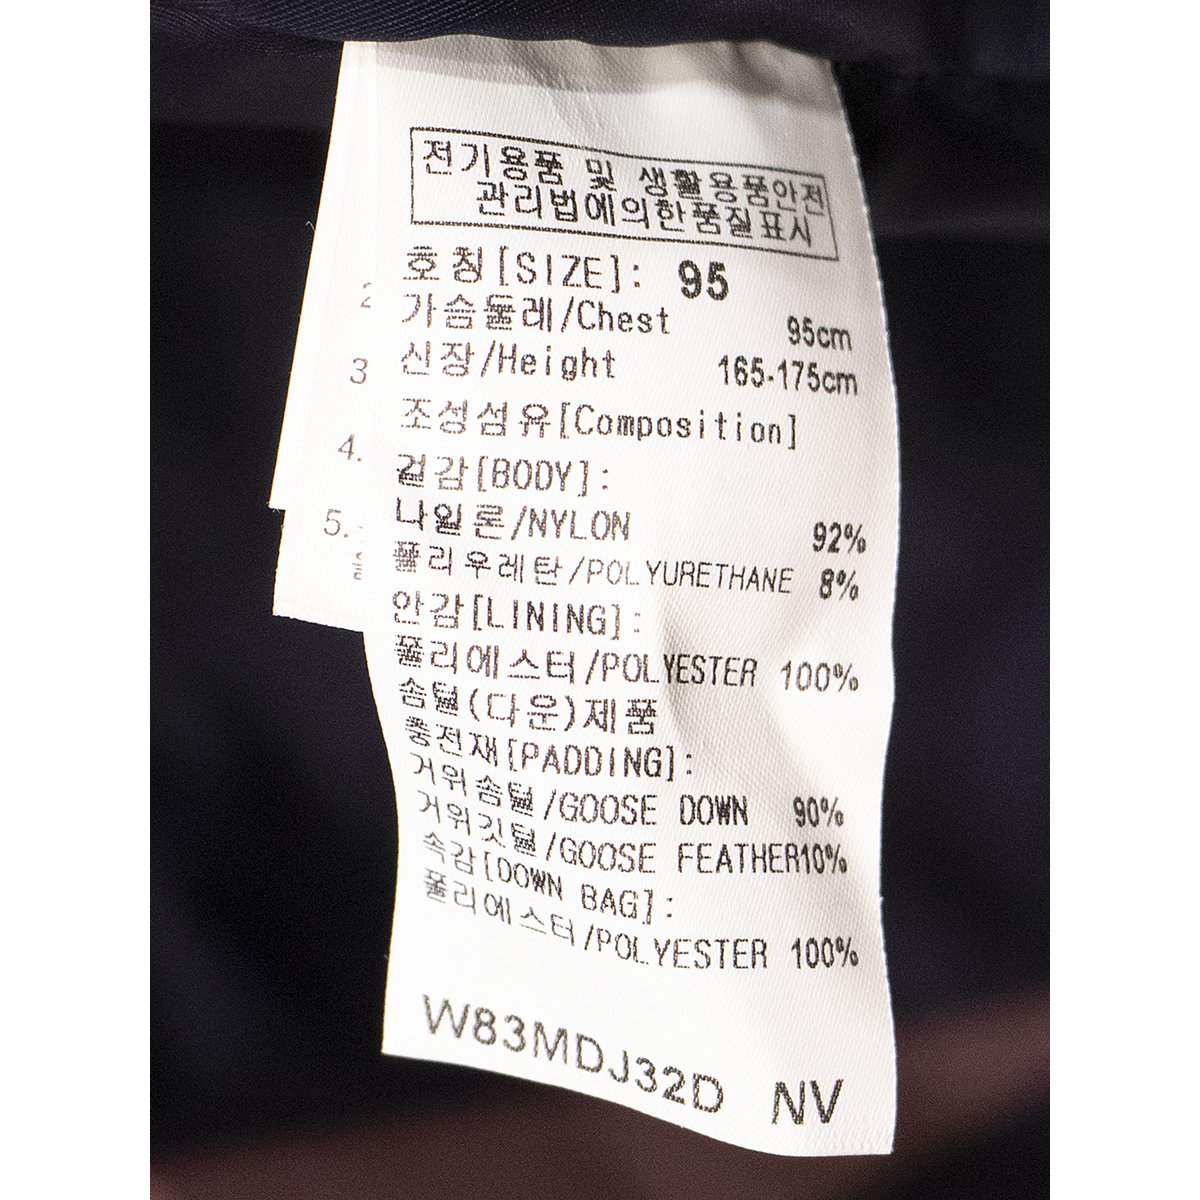 전기용품 및 생활용품안전
관리법에의한품질표시
호칭[SIZE]: 95
가슴둘레/Chest 95cm
신장/Height 165-175cm
조성섬유[Composition]
겉감[BODY]:
나일론/NYLON 92%
폴리우레탄/POLYURETHANE 8%
안감[LINING]:
폴리에스터/POLYESTER 100%
솜털(다운)제품
충전재[PADDING]:
거위솜털/GOOSE DOWN 90%
거위깃털/GOOSE FEATHER10%
속감[DOWN BAG]:
폴리에스터/POLYESTER 100%
W83MDJ32D NV
2
3
4.
5.